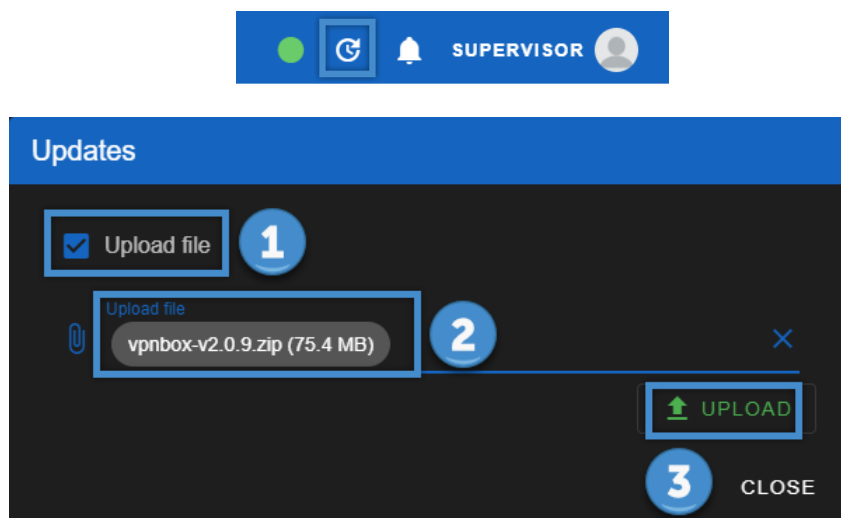 SUPERVISOR
Updates
Upload file
1
Upload file
vpnbox-v2.0.9.zip (75.4 MB)
2
UPLOAD
3
CLOSE